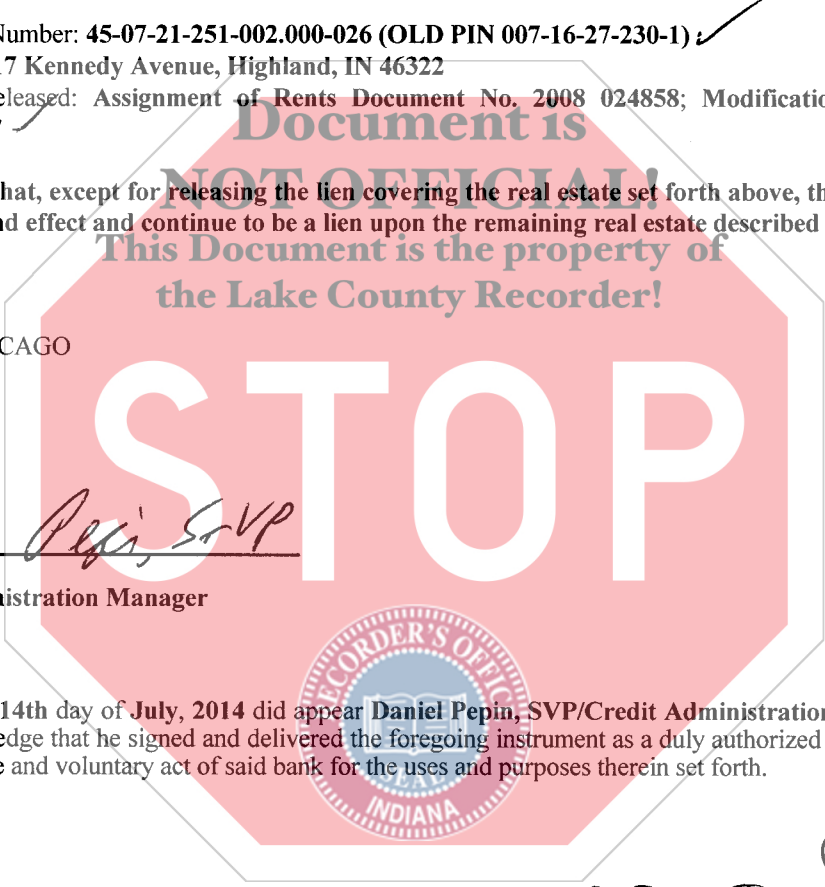 Number: 45-07-21-251-002.000-026 (OLD PIN 007-16-27-230-1)
7 Kennedy Avenue, Highland, IN 46322
eleased: Assignment of Rents Document No. 2008 024858; Modificatio
Document is
hat, except for releasing the lien covering the real estate set forth above, th
NOT OFFICIAL!
nd effect and continue to be a lien upon the remaining real estate described
This Document is the property of
the Lake County Recorder!
CAGO
STOP
Pepin, SrVP
istration Manager
RECORDER'S OFFICE
14th day of July, 2014 did appear Daniel Pepin, SVP/Credit Administration
edge that he signed and delivered the foregoing instrument as a duly authorized
e and voluntary act of said bank for the uses and purposes therein set forth.
SEAL
INDIANA